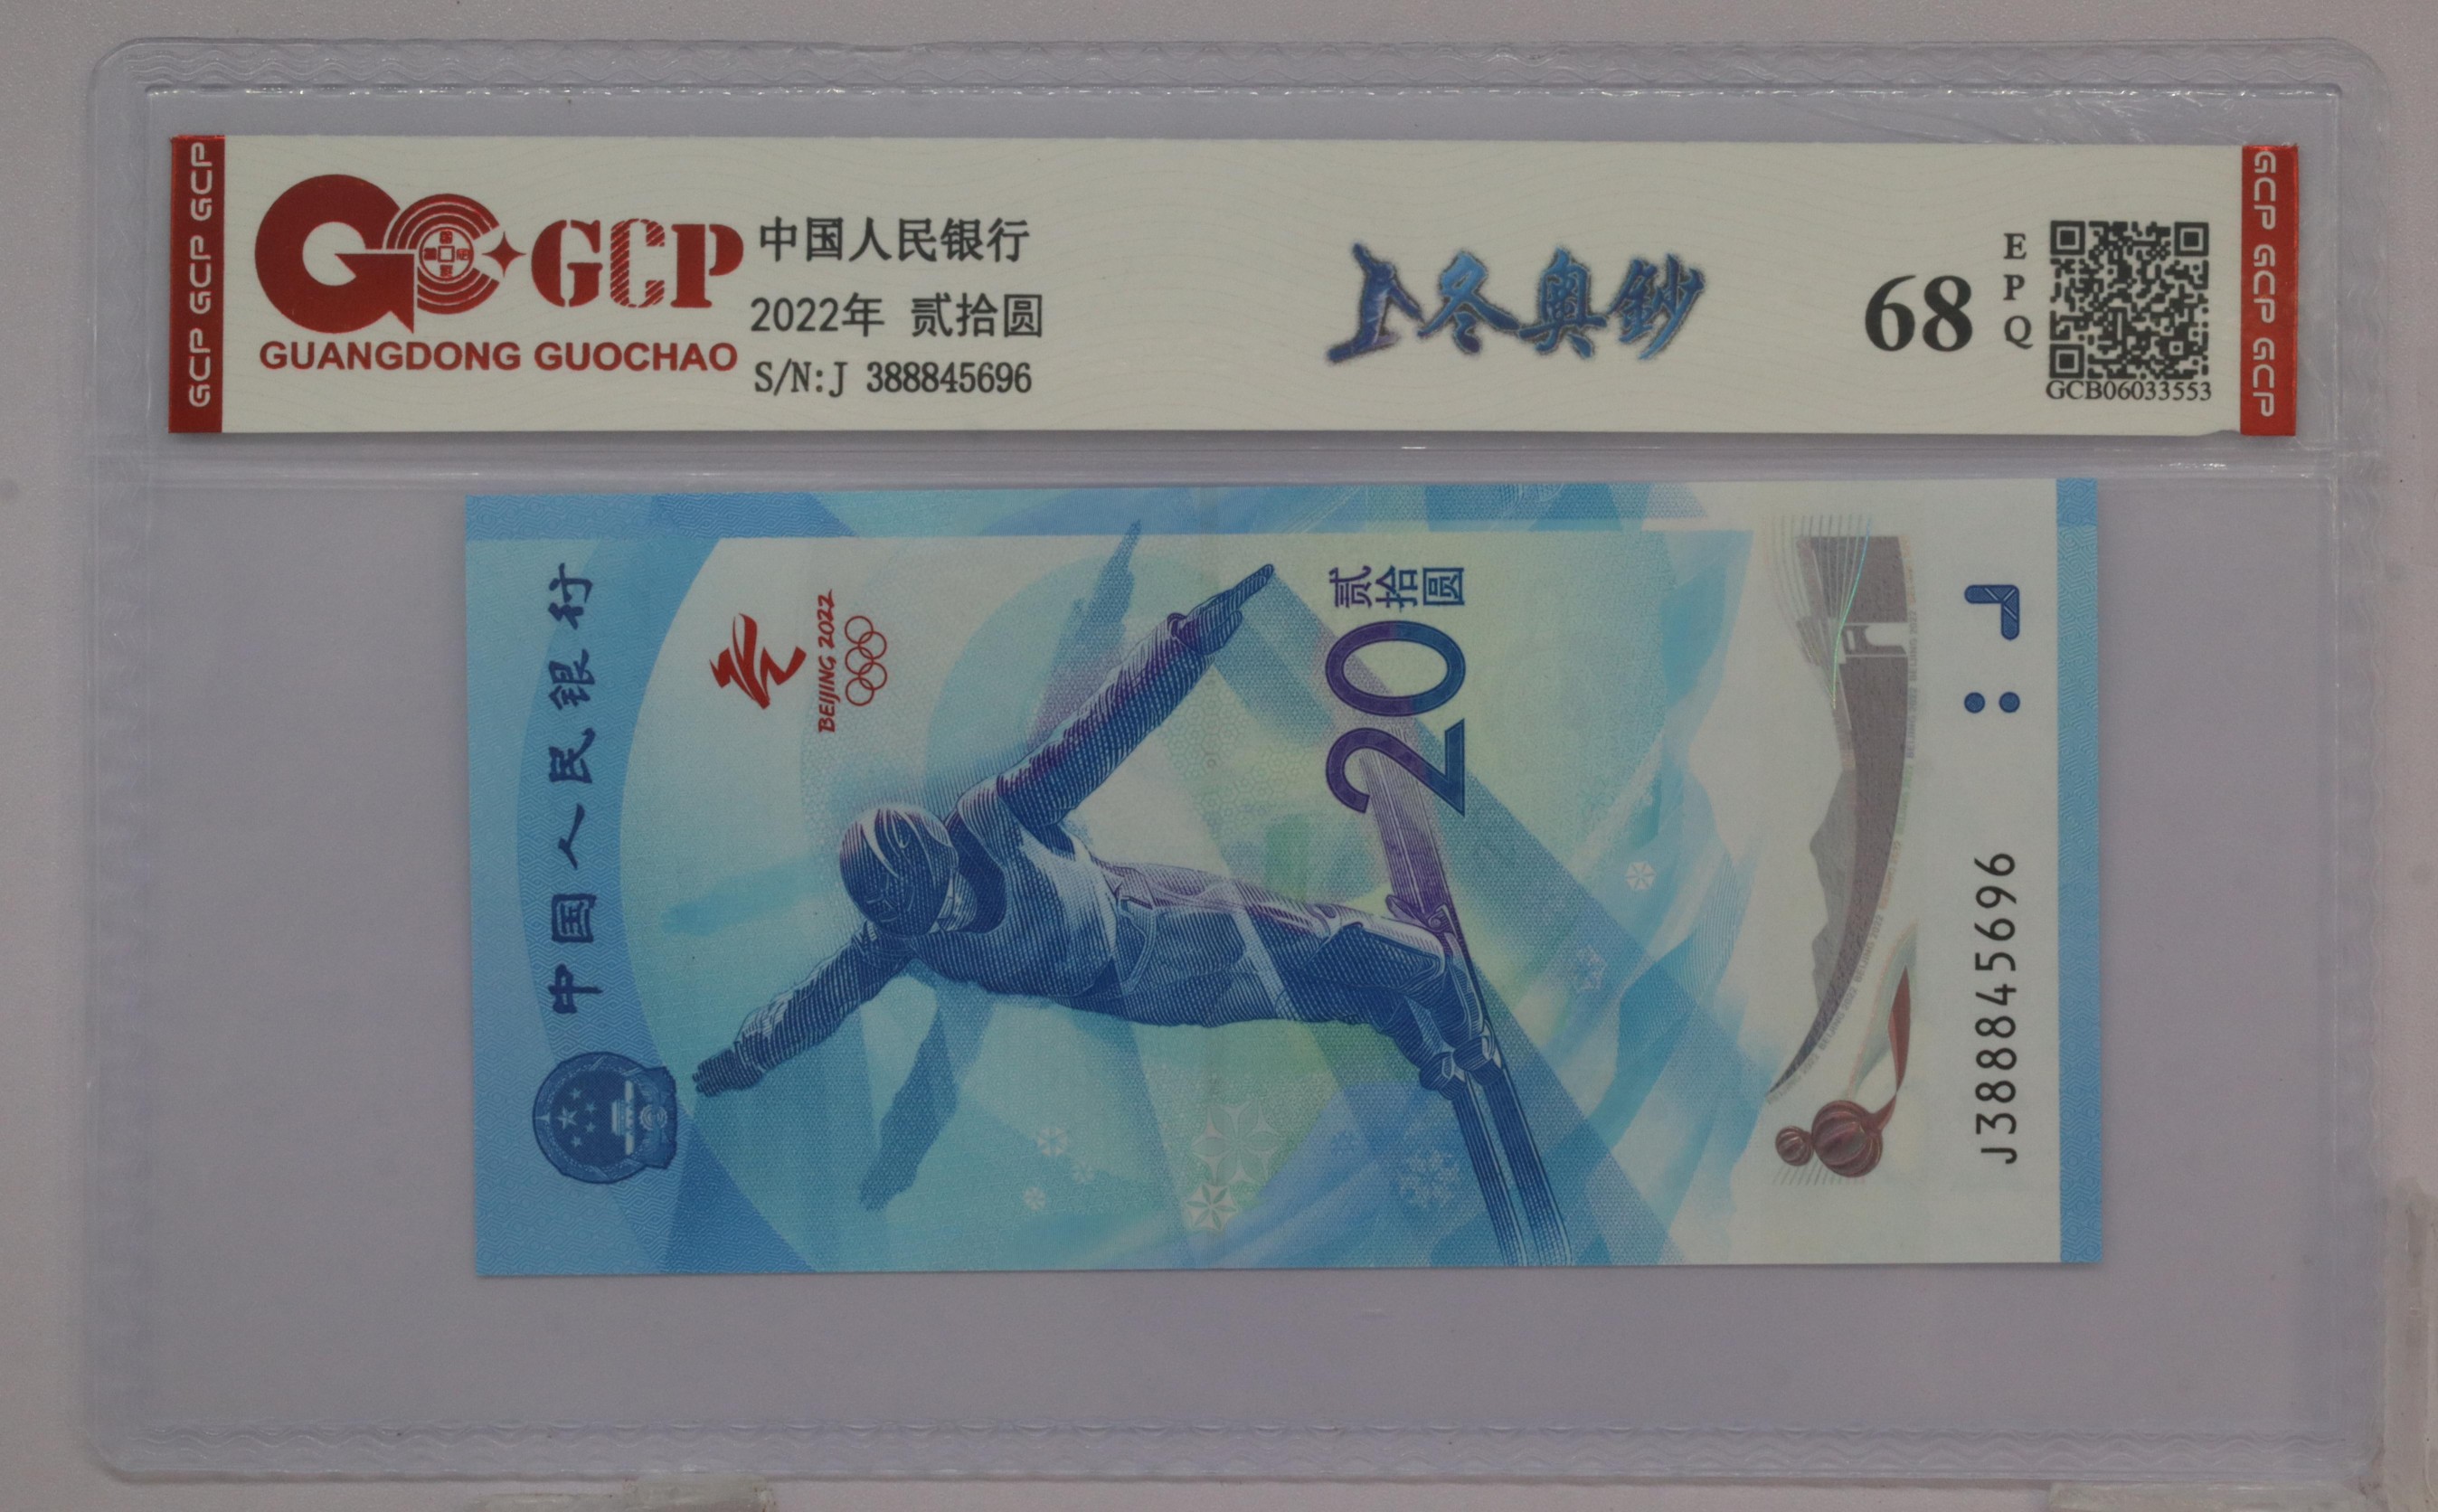 GCP GCP GCP
GCP
GUANGDONG GUOCHAO
中国人民银行
2022年 贰拾圆
S/N:J 388845696
冬奥鈔
68
EPQ
GCB06033553
GCP GCP GCP
中国人民银行
BEIJING 2022
贰拾圆
20
J388845696